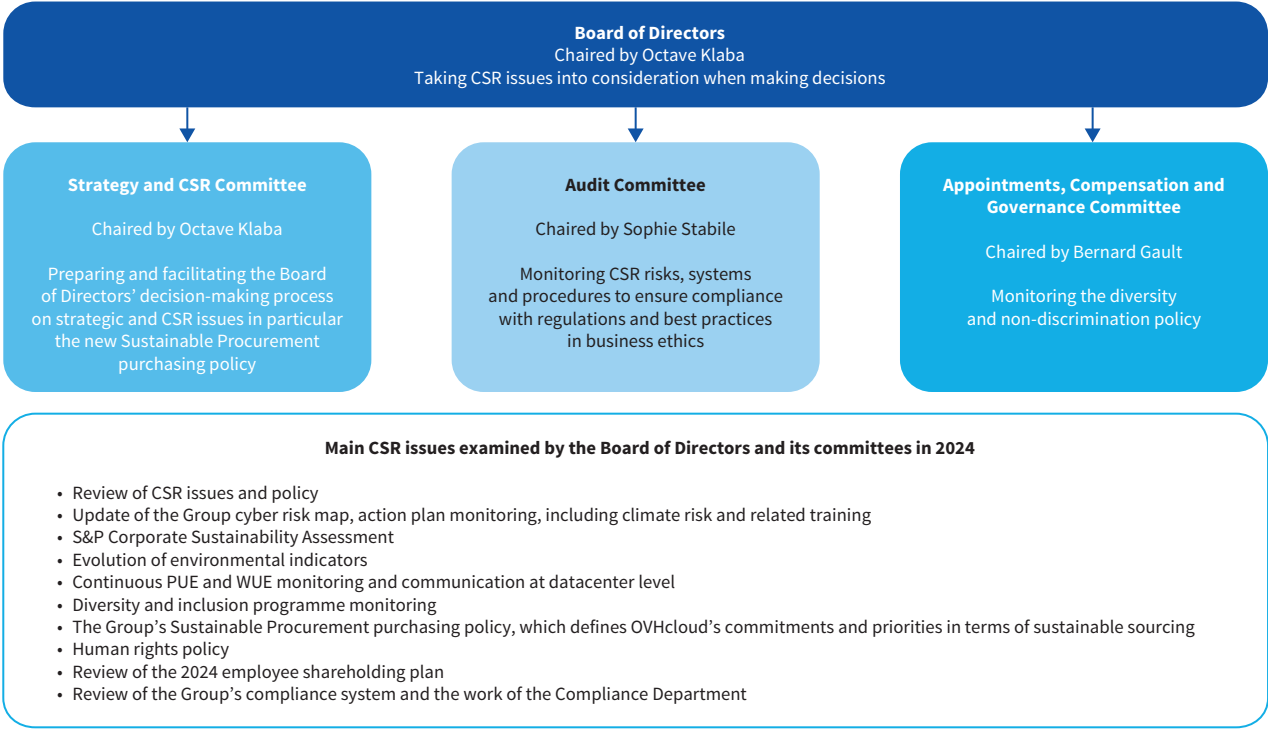 Board of Directors
Chaired by Octave Klaba
Taking CSR issues into consideration when making decisions
Strategy and CSR Committee
Chaired by Octave Klaba
Preparing and facilitating the Board
of Directors’ decision-making process
on strategic and CSR issues in particular
the new Sustainable Procurement
purchasing policy
Audit Committee
Chaired by Sophie Stabile
Monitoring CSR risks, systems
and procedures to ensure compliance
with regulations and best practices
in business ethics
Appointments, Compensation and
Governance Committee
Chaired by Bernard Gault
Monitoring the diversity
and non-discrimination policy
Main CSR issues examined by the Board of Directors and its committees in 2024
• Review of CSR issues and policy
• Update of the Group cyber risk map, action plan monitoring, including climate risk and related training
• S&P Corporate Sustainability Assessment
• Evolution of environmental indicators
• Continuous PUE and WUE monitoring and communication at datacenter level
• Diversity and inclusion programme monitoring
• The Group’s Sustainable Procurement purchasing policy, which defines OVHcloud’s commitments and priorities in terms of sustainable sourcing
• Human rights policy
• Review of the 2024 employee shareholding plan
• Review of the Group’s compliance system and the work of the Compliance Department